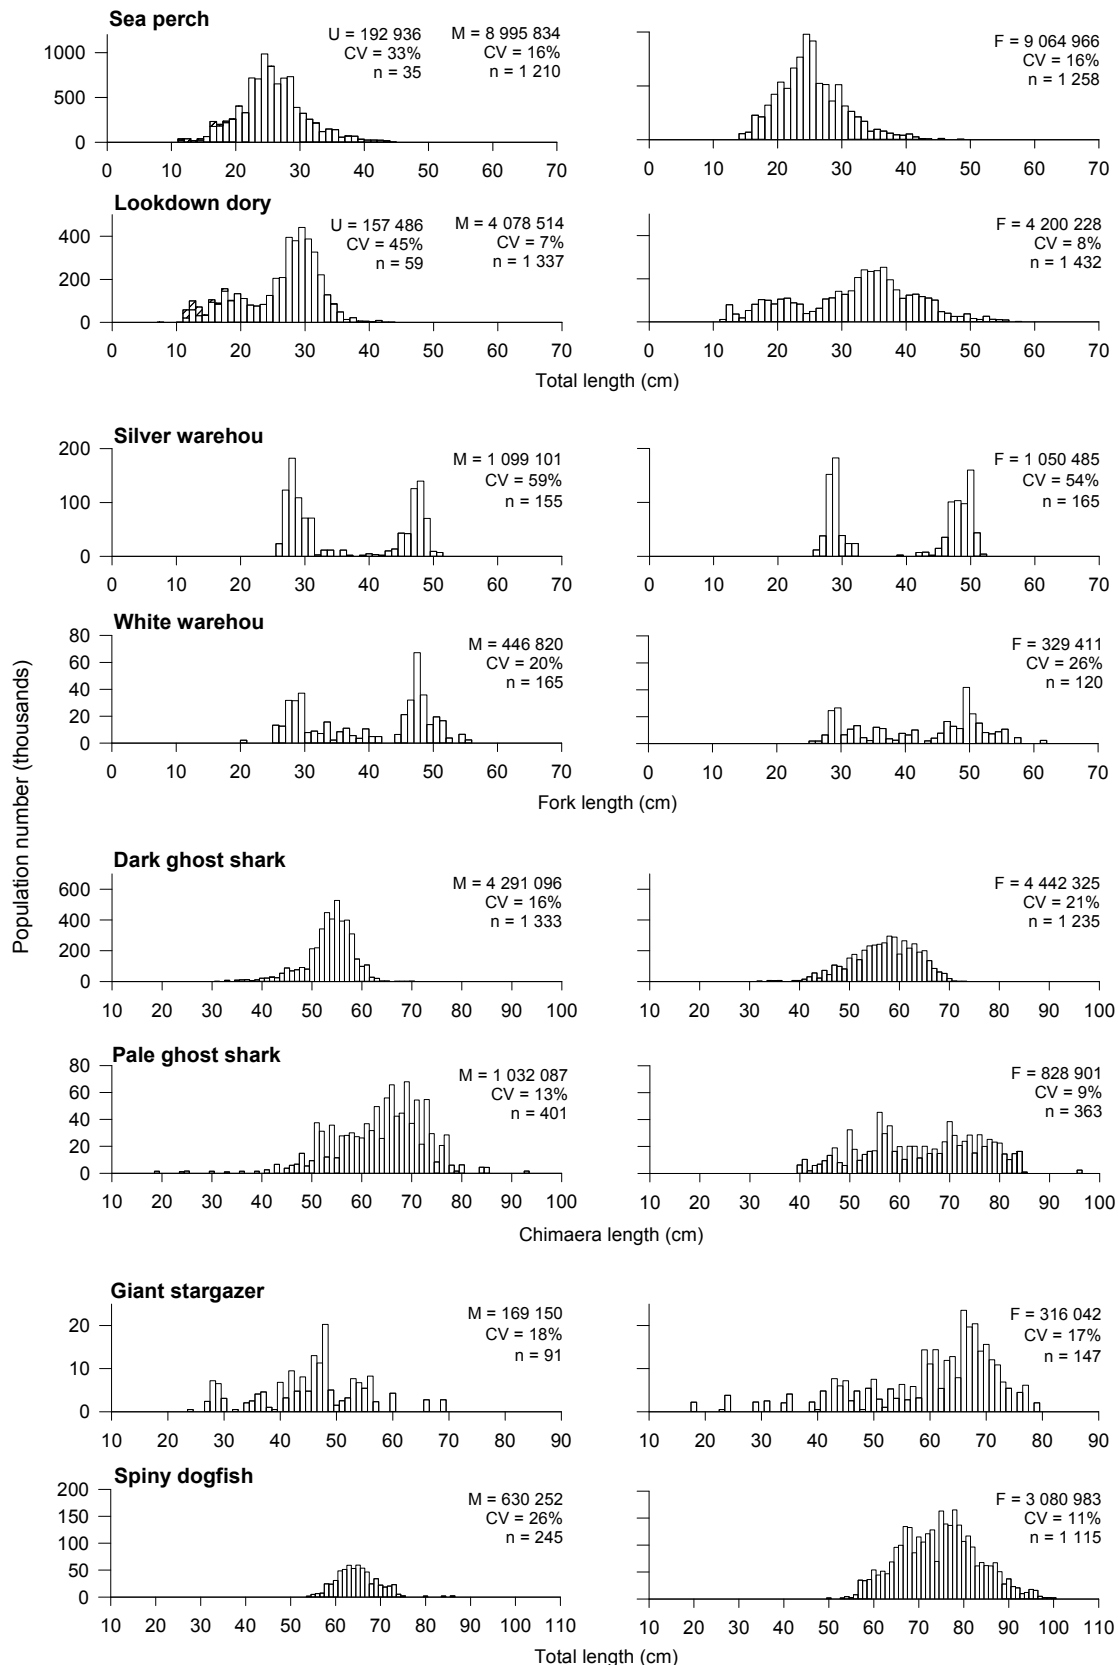 Sea perch
U = 192 936 M = 8 995 834
CV = 33% CV = 16%
n = 35 n = 1 210
F = 9 064 966
CV = 16%
n = 1 258
1000
500
0
0 10 20 30 40 50 60 70
0 10 20 30 40 50 60 70
Lookdown dory
U = 157 486 M = 4 078 514
CV = 45% CV = 7%
n = 59 n = 1 337
F = 4 200 228
CV = 8%
n = 1 432
400
200
0
0 10 20 30 40 50 60 70
0 10 20 30 40 50 60 70
Total length (cm)
Silver warehou
M = 1 099 101
CV = 59%
n = 155
F = 1 050 485
CV = 54%
n = 165
200
100
0
0 10 20 30 40 50 60 70
0 10 20 30 40 50 60 70
White warehou
M = 446 820
CV = 20%
n = 165
F = 329 411
CV = 26%
n = 120
80
60
40
20
0
0 10 20 30 40 50 60 70
0 10 20 30 40 50 60 70
Fork length (cm)
Population number (thousands)
Dark ghost shark
M = 4 291 096
CV = 16%
n = 1 333
F = 4 442 325
CV = 21%
n = 1 235
600
400
200
0
10 20 30 40 50 60 70 80 90 100
10 20 30 40 50 60 70 80 90 100
Pale ghost shark
M = 1 032 087
CV = 13%
n = 401
F = 828 901
CV = 9%
n = 363
80
60
40
20
0
10 20 30 40 50 60 70 80 90 100
10 20 30 40 50 60 70 80 90 100
Chimaera length (cm)
Giant stargazer
M = 169 150
CV = 18%
n = 91
F = 316 042
CV = 17%
n = 147
20
10
0
10 20 30 40 50 60 70 80 90
10 20 30 40 50 60 70 80 90
Spiny dogfish
M = 630 252
CV = 26%
n = 245
F = 3 080 983
CV = 11%
n = 1 115
200
150
100
50
0
10 20 30 40 50 60 70 80 90 100 110
10 20 30 40 50 60 70 80 90 100 110
Total length (cm)